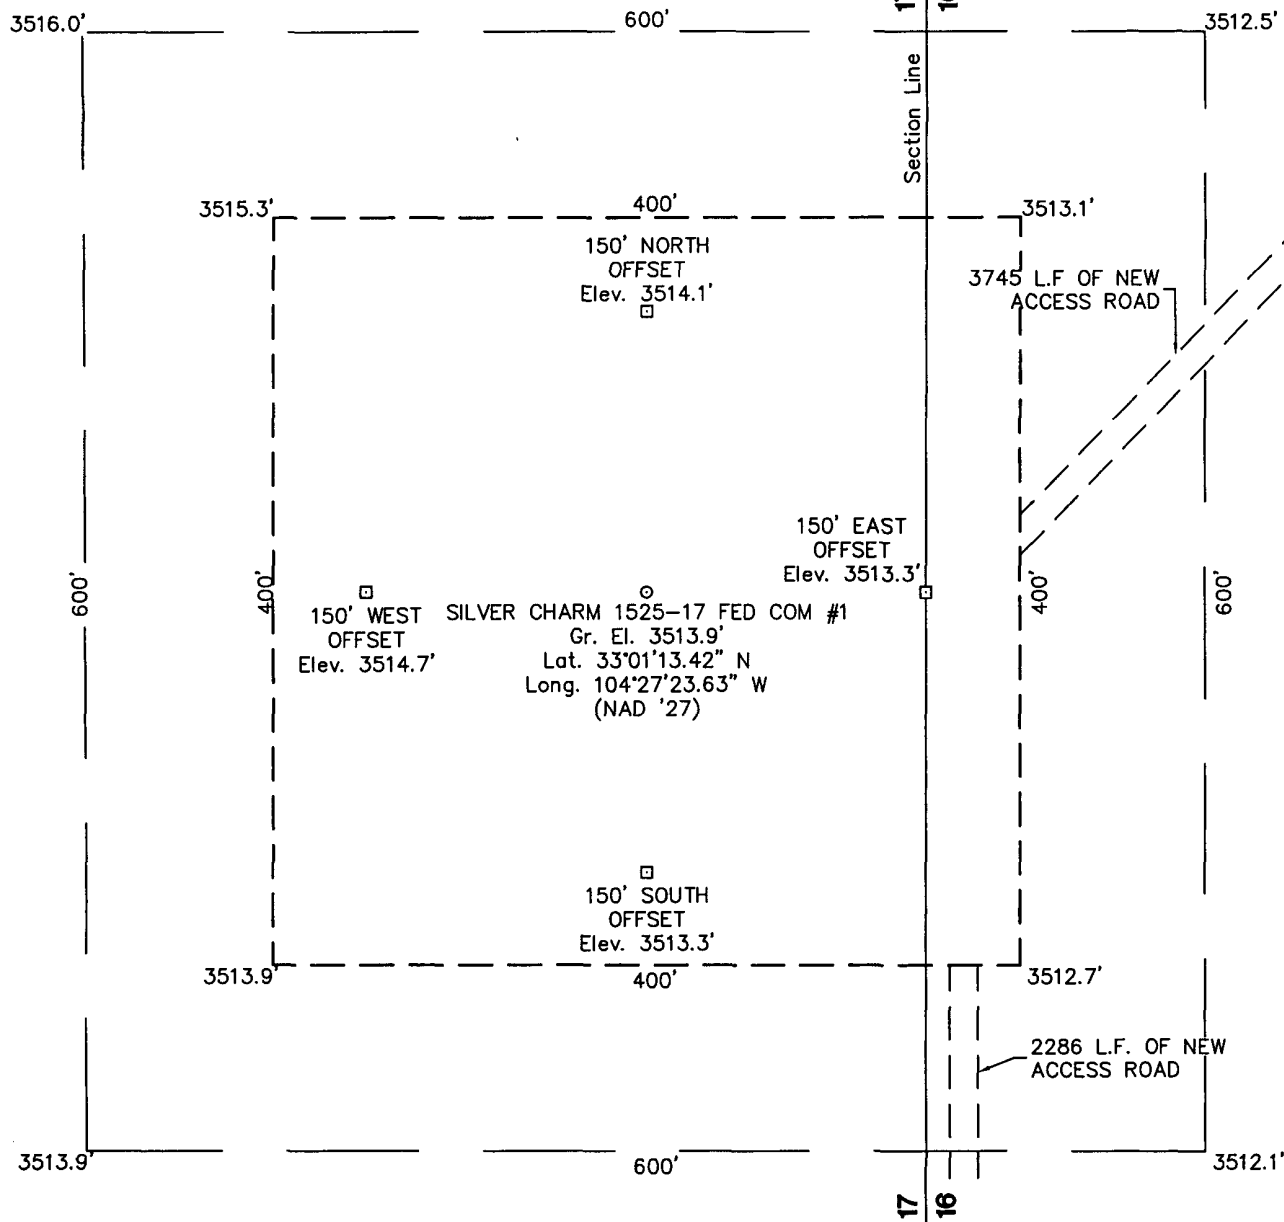 3516.0'
600'
3512.5'
Section Line
3515.3'
400'
3513.1'
150' NORTH
OFFSET
Elev. 3514.1'
3745 L.F OF NEW
ACCESS ROAD
150' EAST
OFFSET
Elev. 3513.3'
600'
400'
400'
600'
150' WEST
OFFSET
Elev. 3514.7'
SILVER CHARM 1525-17 FED COM #1
Gr. El. 3513.9'
Lat. 33°01'13.42" N
Long. 104°27'23.63" W
(NAD '27)
150' SOUTH
OFFSET
Elev. 3513.3'
3513.9'
400'
3512.7'
2286 L.F. OF NEW
ACCESS ROAD
3513.9'
600'
3512.1'
17
16